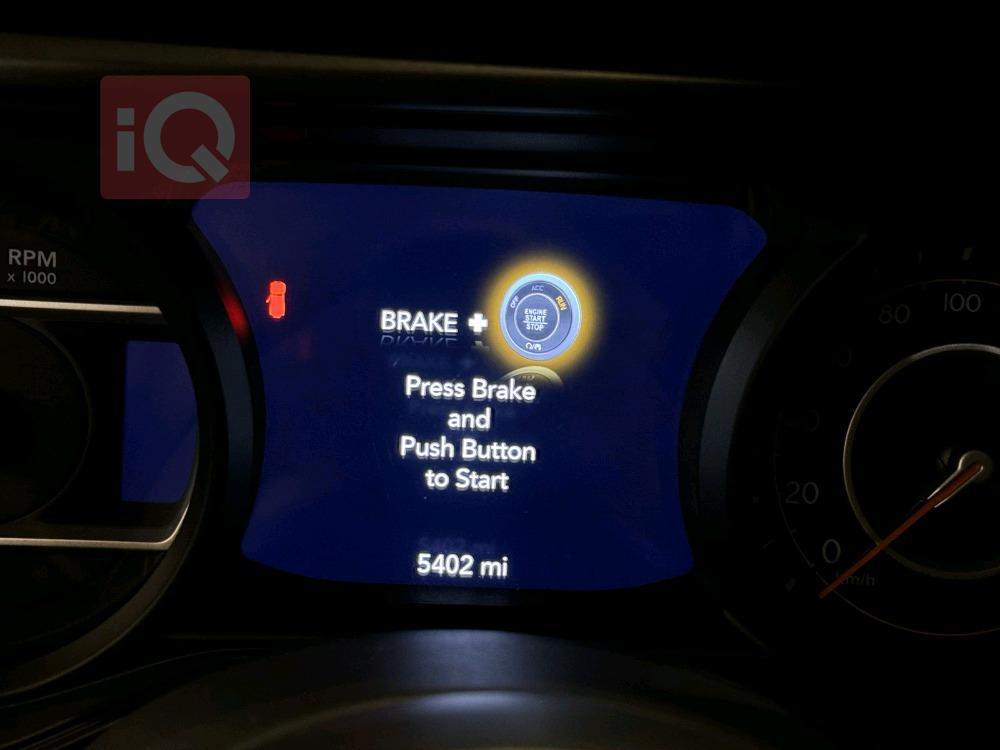 iQ
RPM
x 1000
ACC
OFF
RUN
ENGINE
START
STOP
BRAKE +
Press Brake
and
Push Button
to Start
5402 mi
100
80
20
0
km/h